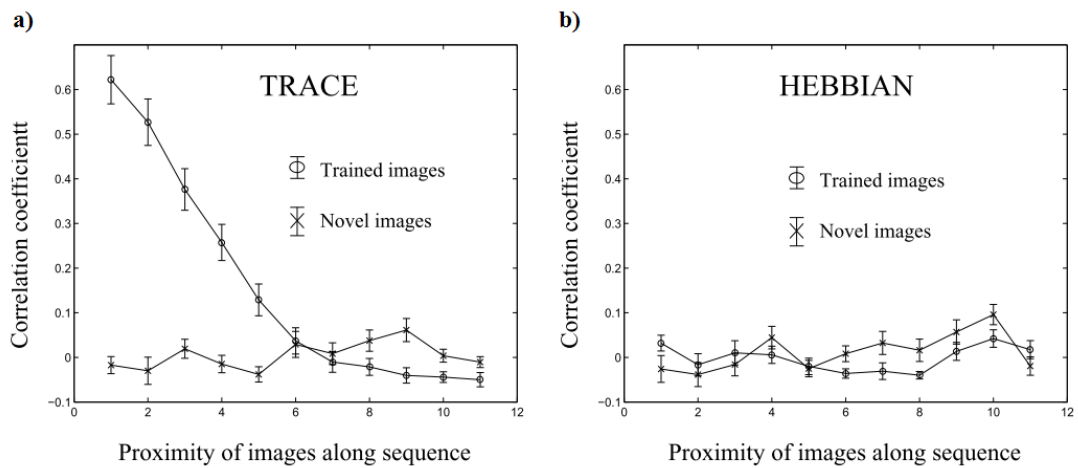 a)
TRACE
Trained images
Novel images
Correlation coefficientt
0.6
0.5
0.4
0.3
0.2
0.1
0
−0.1
0
2
4
6
8
10
12
Proximity of images along sequence
b)
HEBBIAN
Trained images
Novel images
Correlation coefficientt
0.6
0.5
0.4
0.3
0.2
0.1
0
−0.1
0
2
4
6
8
10
12
Proximity of images along sequence